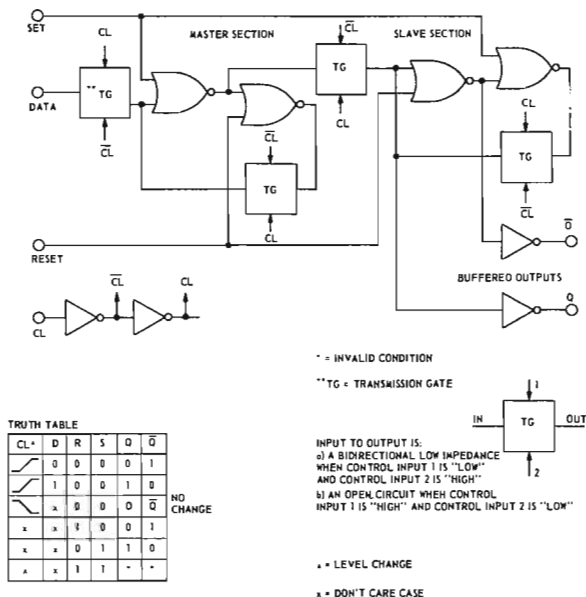 SET
CL
MASTER SECTION
C̅L̅
SLAVE SECTION
DATA
** TG
TG
CL
CL
C̅L̅
C̅L̅
TG
TG
CL
C̅L̅
RESET
O̅
C̅L̅
CL
BUFFERED OUTPUTS
Q
CL
* = INVALID CONDITION
**TG = TRANSMISSION GATE
1
IN
TG
OUT
2
INPUT TO OUTPUT IS:
a) A BIDIRECTIONAL LOW IMPEDANCE
WHEN CONTROL INPUT 1 IS "LOW"
AND CONTROL INPUT 2 IS "HIGH"
b) AN OPEN CIRCUIT WHEN CONTROL
INPUT 1 IS "HIGH" AND CONTROL INPUT 2 IS "LOW"
TRUTH TABLE
CL▲ D R S Q Q̅
0 0 0 0 1
1 0 0 1 0
x 0 0 Q Q̅ NO CHANGE
x x 1 0 0 1
x x 0 1 1 0
x x 1 1 * *
▲ = LEVEL CHANGE
x = DON'T CARE CASE